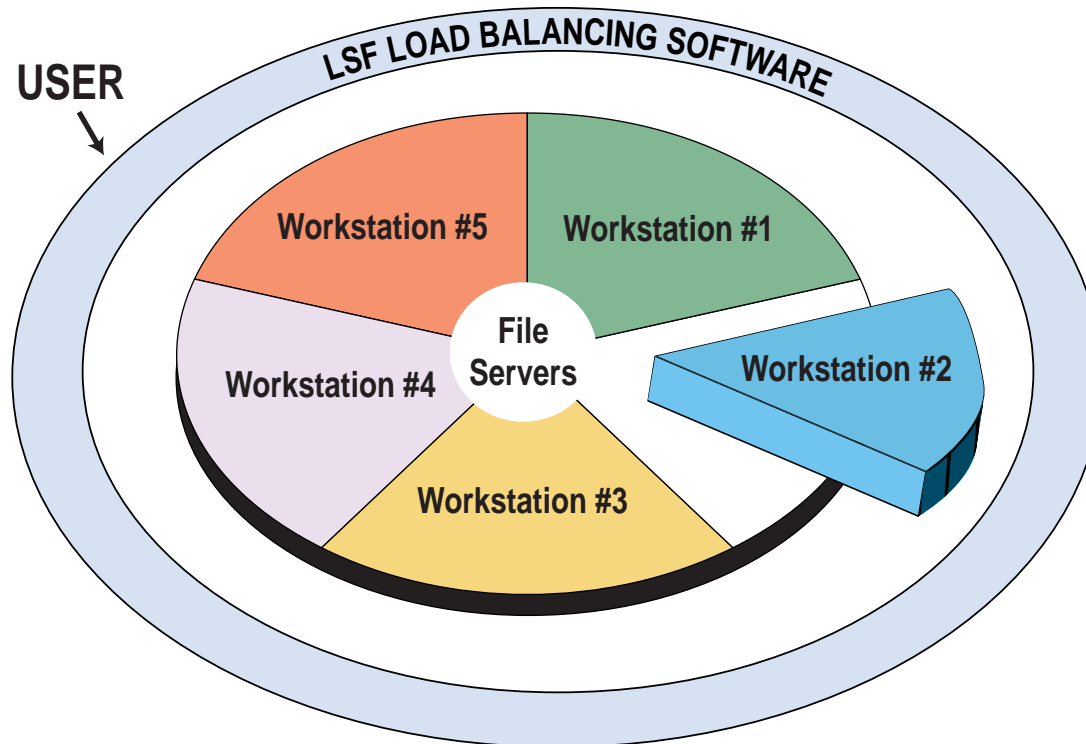 LSF LOAD BALANCING SOFTWARE
USER
Workstation #5
Workstation #1
File
Servers
Workstation #2
Workstation #4
Workstation #3